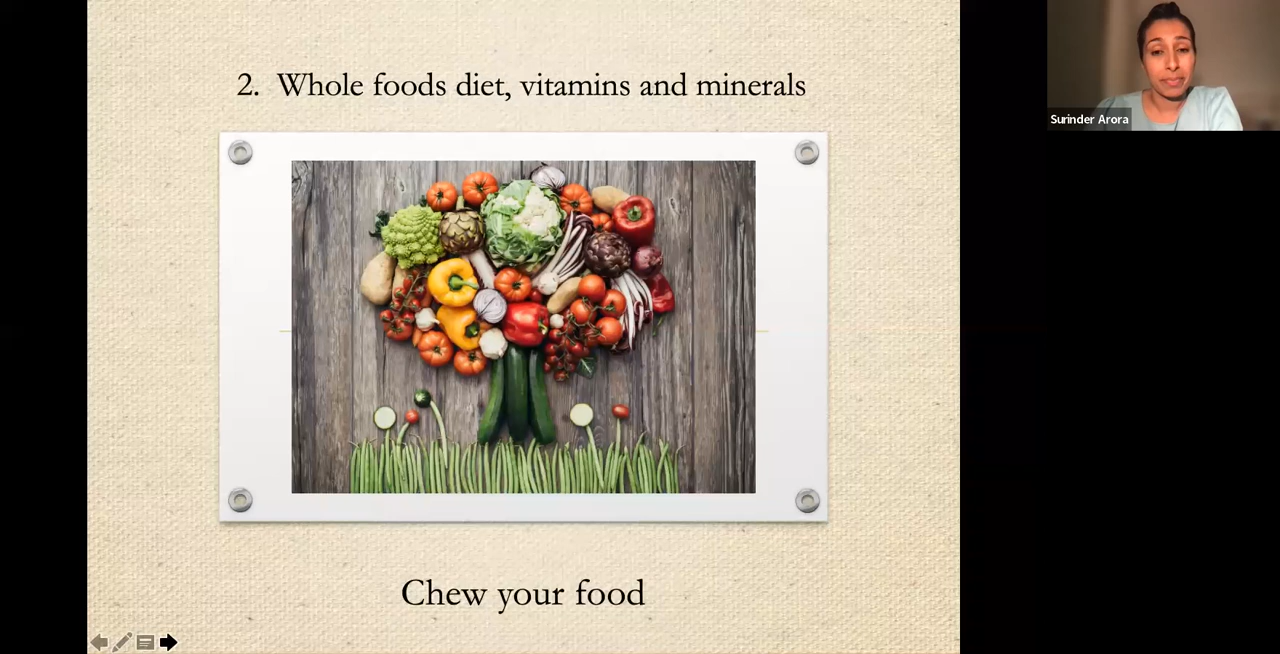 2. Whole foods diet, vitamins and minerals
Surinder Arora
Chew your food